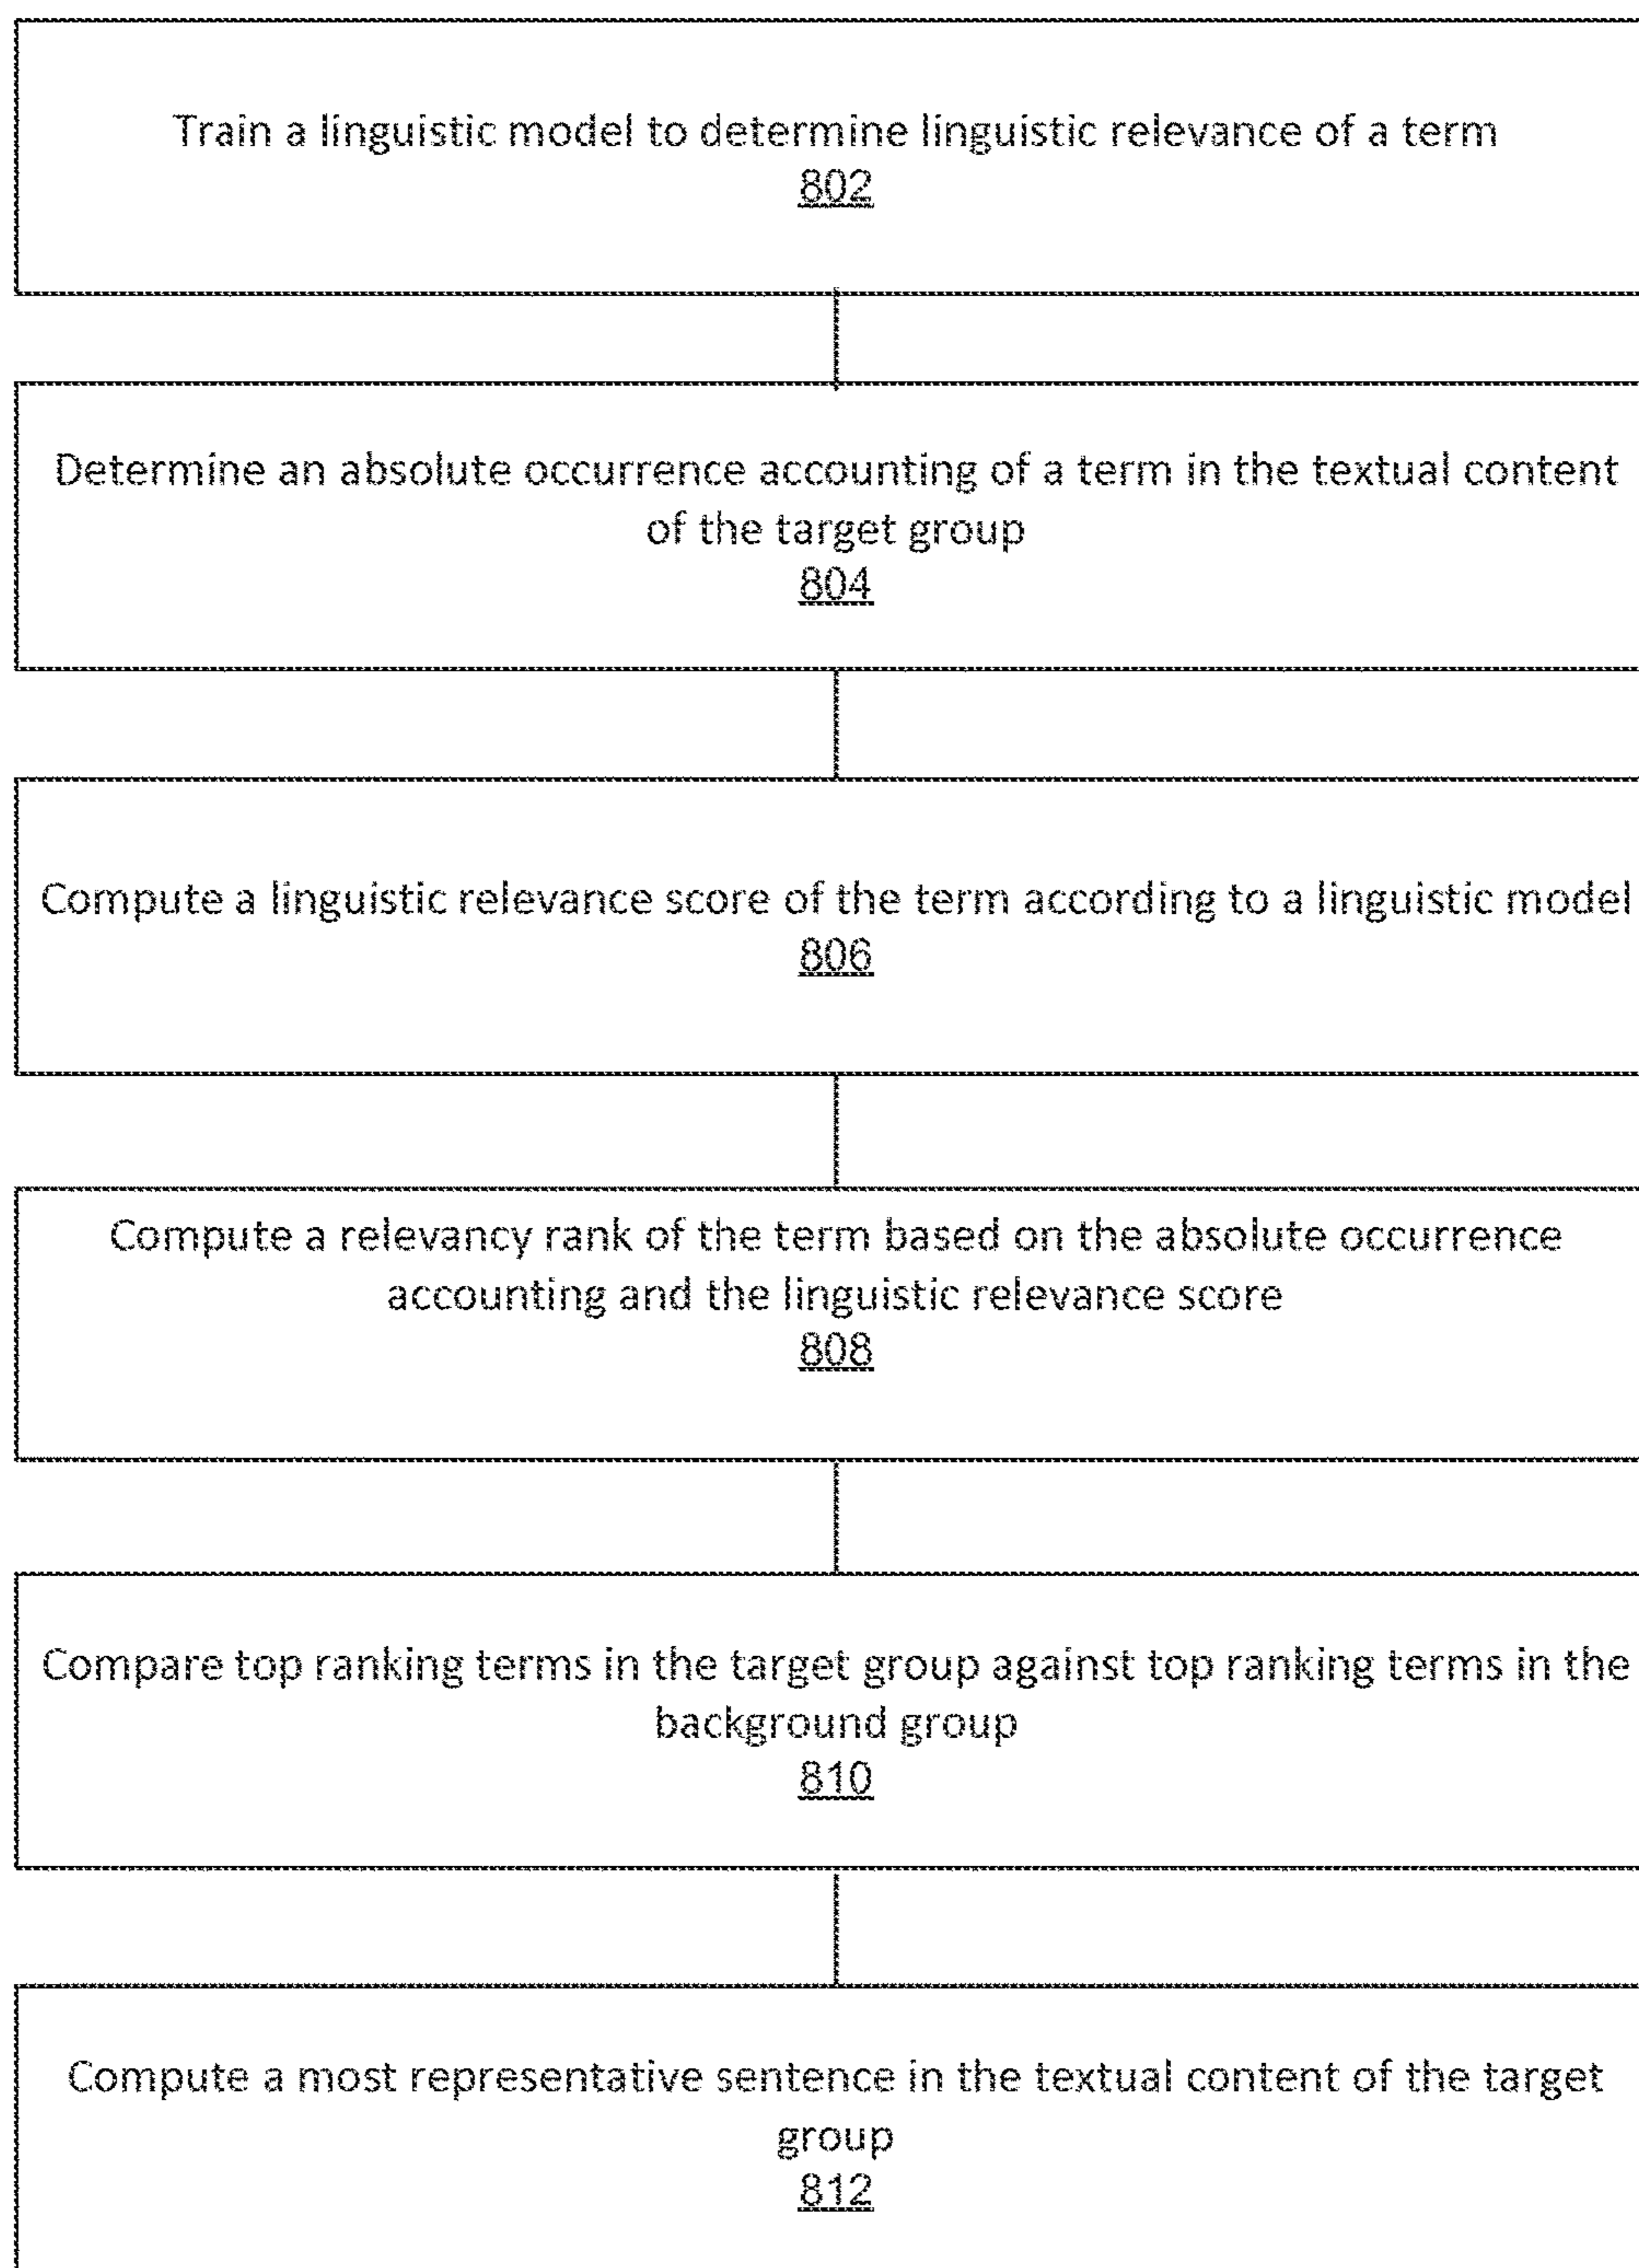 Train a linguistic model to determine linguistic relevance of a term
802
Determine an absolute occurrence accounting of a term in the textual content
of the target group
804
Compute a linguistic relevance score of the term according to a linguistic model
806
Compute a relevancy rank of the term based on the absolute occurrence
accounting and the linguistic relevance score
808
Compare top ranking terms in the target group against top ranking terms in the
background group
810
Compute a most representative sentence in the textual content of the target
group
812